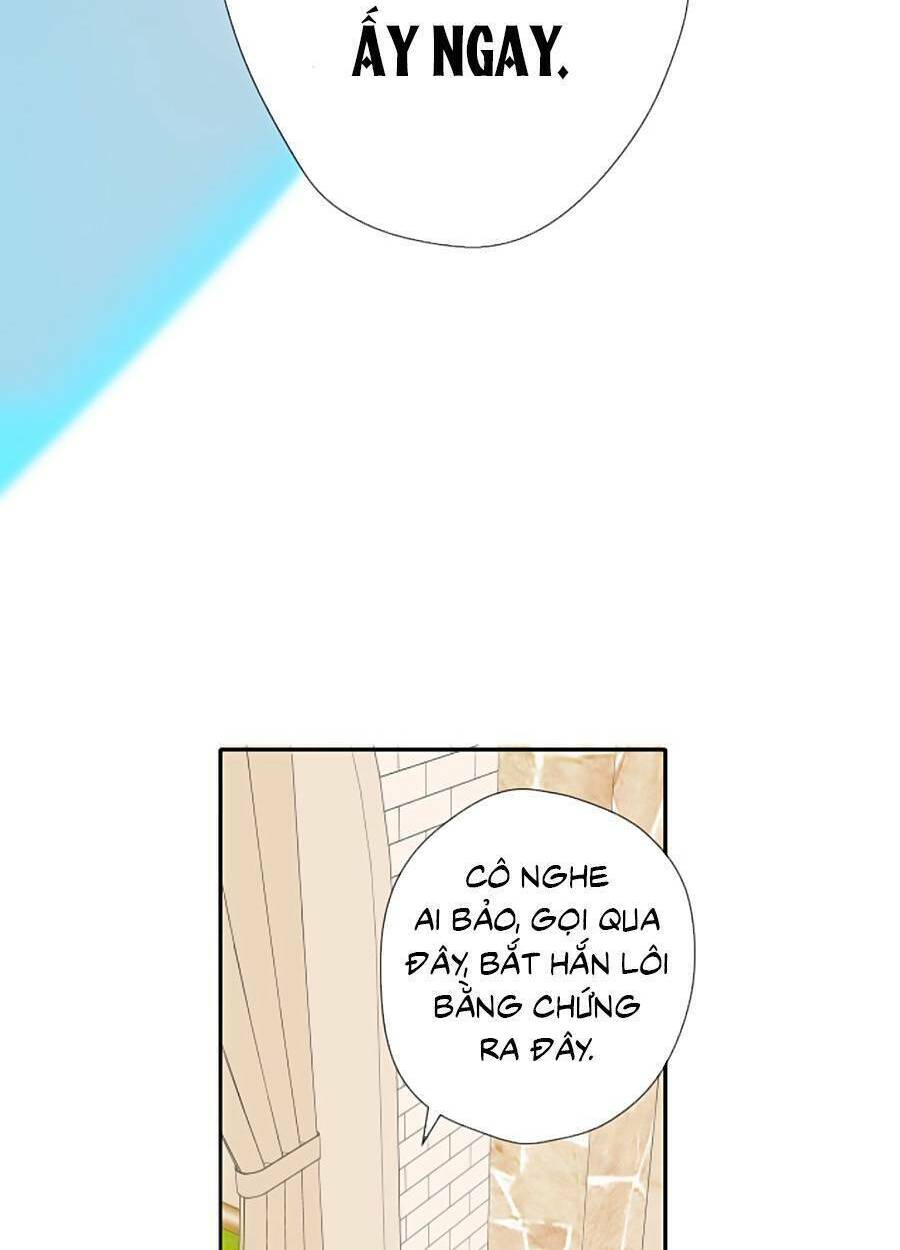 ẤY NGAY.
CÔ NGHE
AI BẢO, GỌI QUA
ĐÂY, BẮT HẮN LÔI
BẰNG CHỨNG
RA ĐÂY.